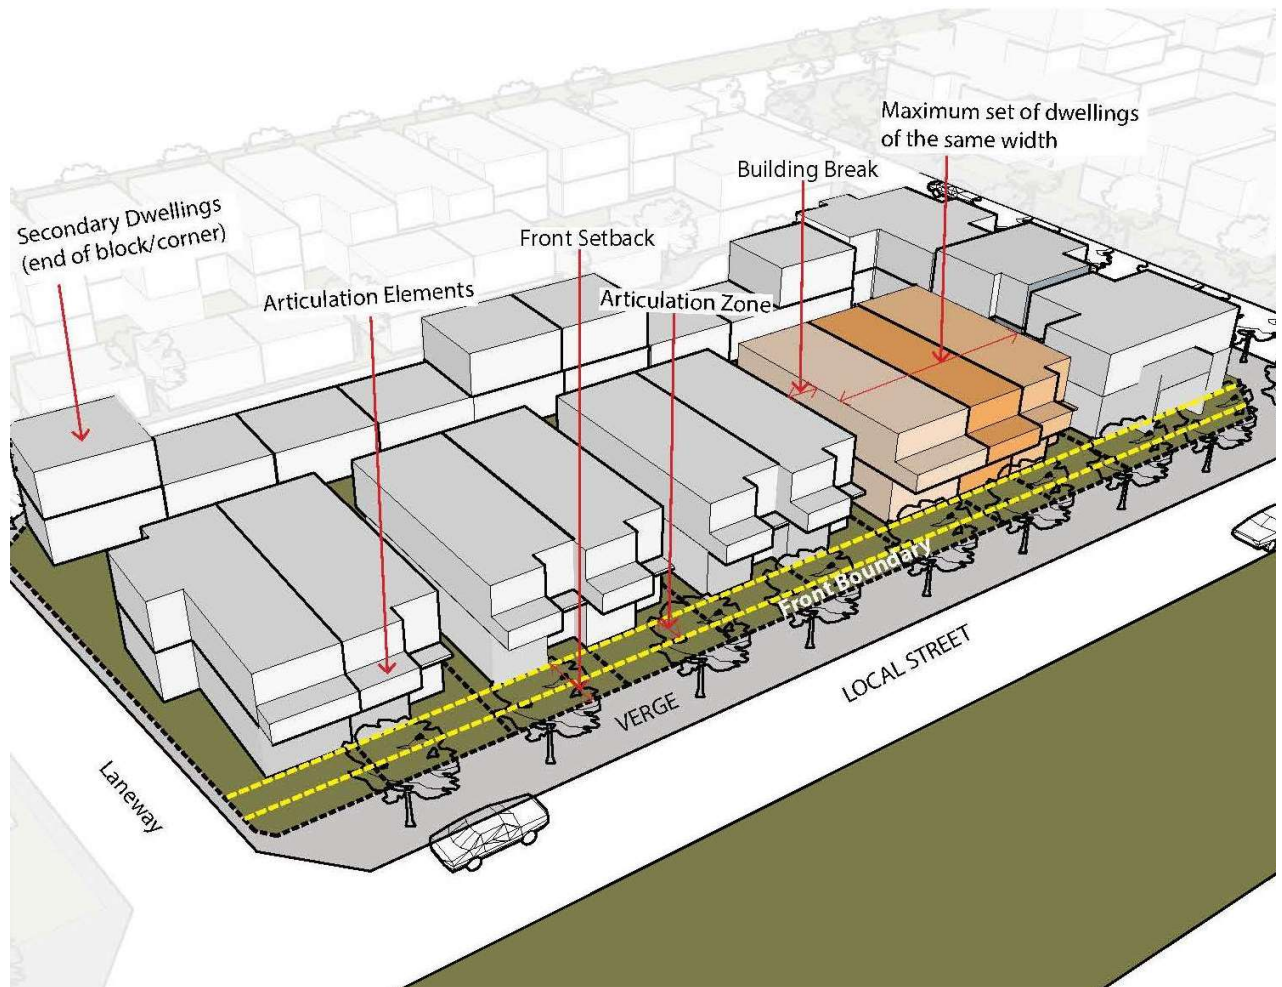 Maximum set of dwellings
of the same width
Building Break
Secondary Dwellings
(end of block/corner)
Front Setback
Articulation Elements
Articulation Zone
Front Boundary
VERGE
LOCAL STREET
Laneway